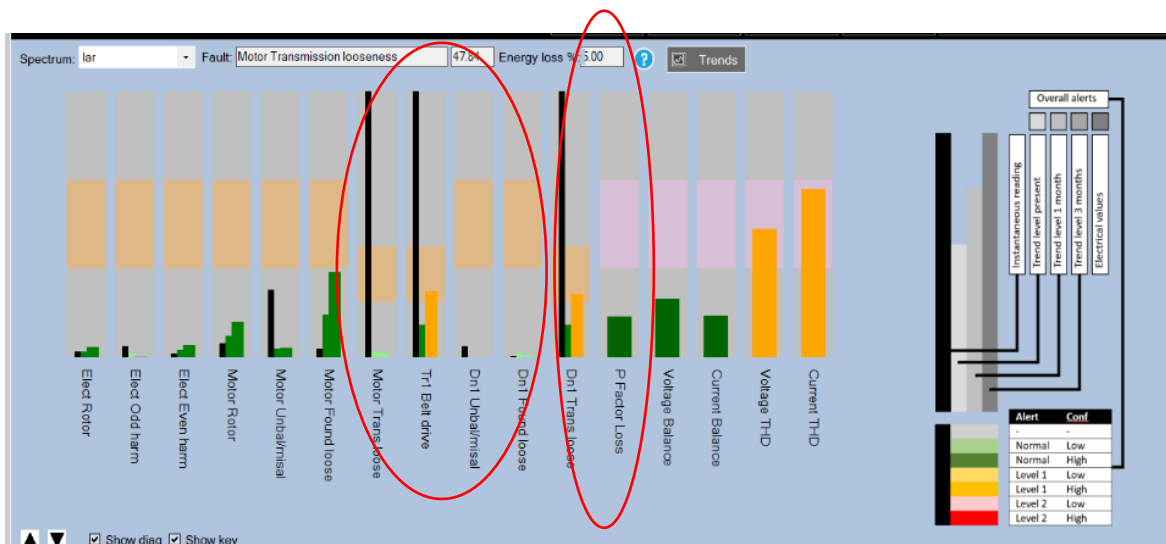 Spectrum: Iar Fault: Motor Transmission looseness 47.84 Energy loss %: 5.00 ? Trends
Elect Rotor
Elect Odd harm
Elect Even harm
Motor Rotor
Motor Unbal/misal
Motor Found loose
Motor Trans loose
Tr1 Belt drive
Dn1 Unbal/misal
Dn1 Found loose
Dn1 Trans loose
P Factor Loss
Voltage Balance
Current Balance
Voltage THD
Current THD
Overall alerts
Instantaneous reading
Trend level present
Trend level 1 month
Trend level 3 months
Electrical values
Alert Conf
- -
Normal Low
Normal High
Level 1 Low
Level 1 High
Level 2 Low
Level 2 High
Show diag Show key